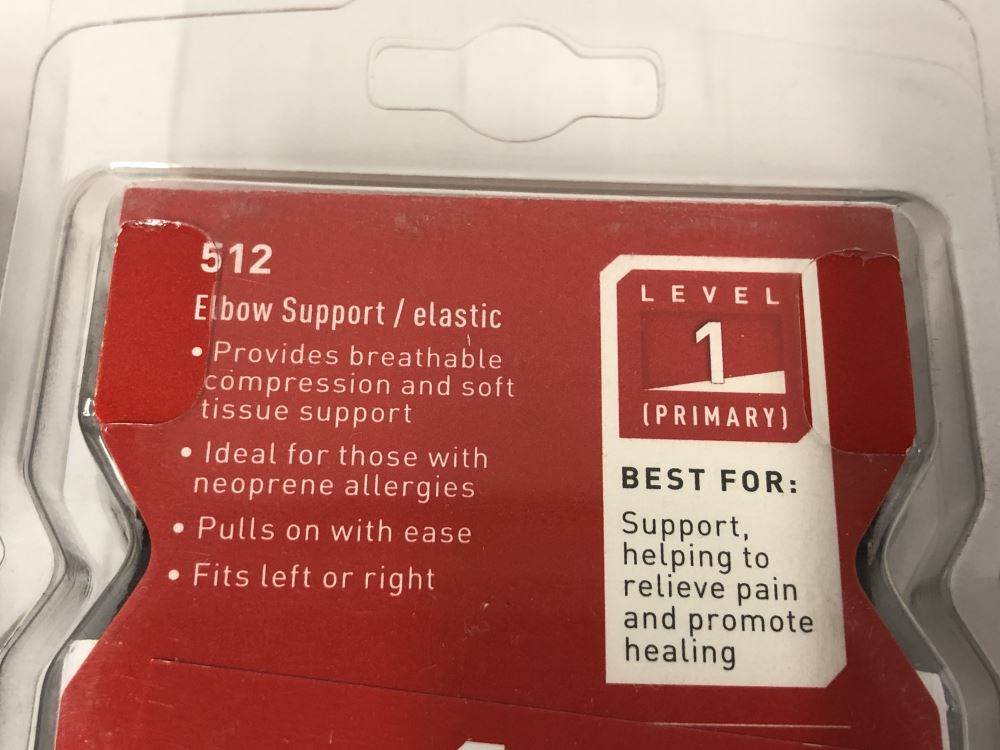 512
Elbow Support / elastic
• Provides breathable
compression and soft
tissue support
• Ideal for those with
neoprene allergies
• Pulls on with ease
• Fits left or right
LEVEL
1
(PRIMARY)
BEST FOR:
Support,
helping to
relieve pain
and promote
healing